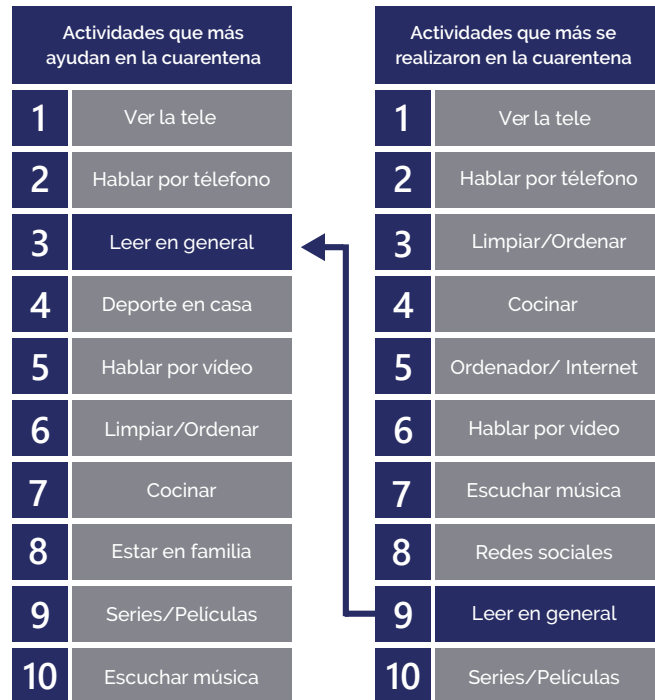 Actividades que más
ayudan en la cuarentena
1 Ver la tele
2 Hablar por télefono
3 Leer en general
4 Deporte en casa
5 Hablar por vídeo
6 Limpiar/Ordenar
7 Cocinar
8 Estar en familia
9 Series/Películas
10 Escuchar música
Actividades que más se
realizaron en la cuarentena
1 Ver la tele
2 Hablar por télefono
3 Limpiar/Ordenar
4 Cocinar
5 Ordenador/ Internet
6 Hablar por vídeo
7 Escuchar música
8 Redes sociales
9 Leer en general
10 Series/Películas